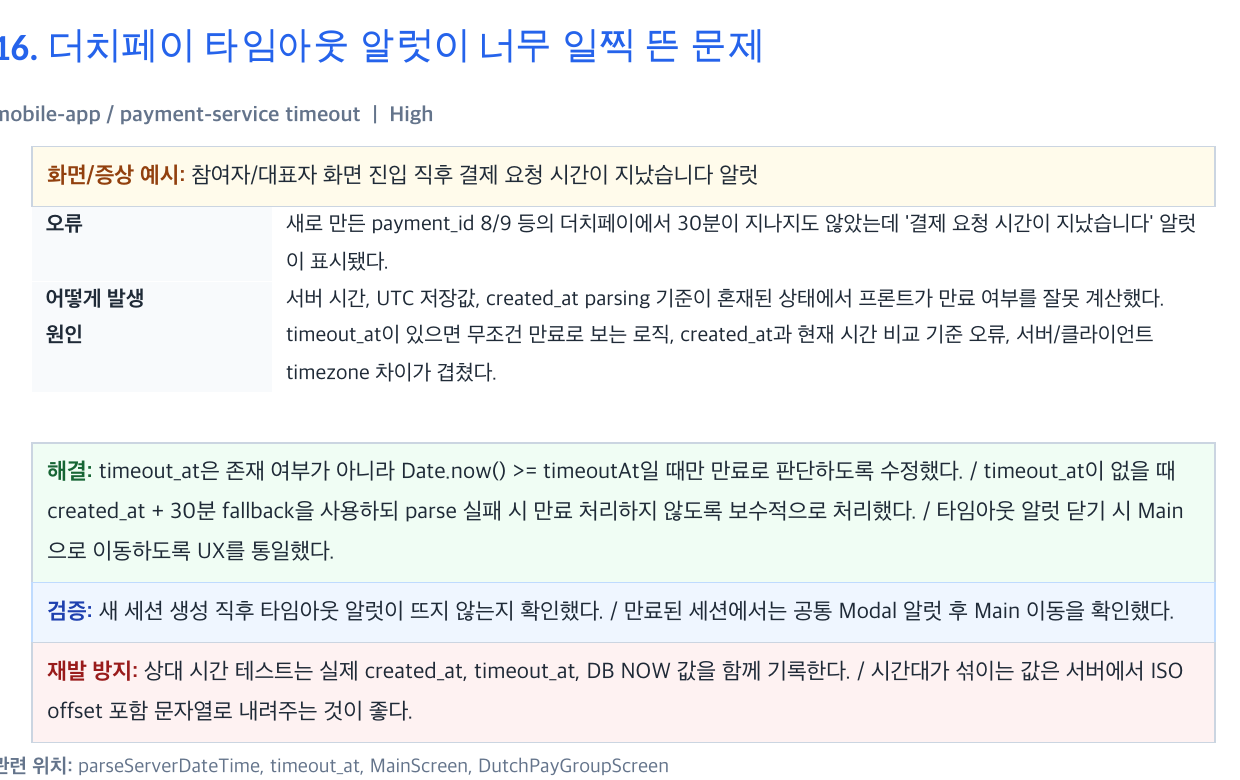 16. 더치페이 타임아웃 알럿이 너무 일찍 뜬 문제
mobile-app / payment-service timeout | High
화면/증상 예시: 참여자/대표자 화면 진입 직후 결제 요청 시간이 지났습니다 알럿
오류 새로 만든 payment_id 8/9 등의 더치페이에서 30분이 지나지도 않았는데 '결제 요청 시간이 지났습니다' 알럿
이 표시됐다.
어떻게 발생 서버 시간, UTC 저장값, created_at parsing 기준이 혼재된 상태에서 프론트가 만료 여부를 잘못 계산했다.
원인 timeout_at이 있으면 무조건 만료로 보는 로직, created_at과 현재 시간 비교 기준 오류, 서버/클라이언트
timezone 차이가 겹쳤다.
해결: timeout_at은 존재 여부가 아니라 Date.now() >= timeoutAt일 때만 만료로 판단하도록 수정했다. / timeout_at이 없을 때
created_at + 30분 fallback을 사용하되 parse 실패 시 만료 처리하지 않도록 보수적으로 처리했다. / 타임아웃 알럿 닫기 시 Main
으로 이동하도록 UX를 통일했다.
검증: 새 세션 생성 직후 타임아웃 알럿이 뜨지 않는지 확인했다. / 만료된 세션에서는 공통 Modal 알럿 후 Main 이동을 확인했다.
재발 방지: 상대 시간 테스트는 실제 created_at, timeout_at, DB NOW 값을 함께 기록한다. / 시간대가 섞이는 값은 서버에서 ISO
offset 포함 문자열로 내려주는 것이 좋다.
관련 위치: parseServerDateTime, timeout_at, MainScreen, DutchPayGroupScreen